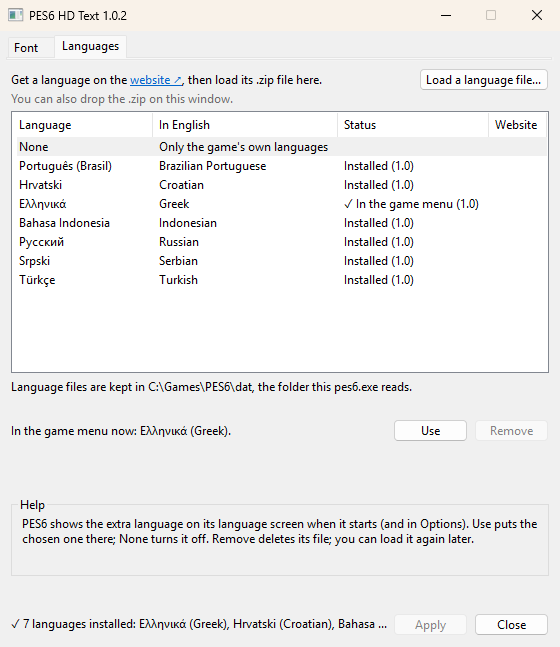 PES6 HD Text 1.0.2
Font Languages
Get a language on the website ↗, then load its .zip file here. Load a language file...
You can also drop the .zip on this window.
Language In English Status Website
None Only the game's own languages
Português (Brasil) Brazilian Portuguese Installed (1.0)
Hrvatski Croatian Installed (1.0)
Ελληνικά Greek ✓ In the game menu (1.0)
Bahasa Indonesia Indonesian Installed (1.0)
Русский Russian Installed (1.0)
Srpski Serbian Installed (1.0)
Türkçe Turkish Installed (1.0)
Language files are kept in C:\Games\PES6\dat, the folder this pes6.exe reads.
In the game menu now: Ελληνικά (Greek). Use Remove
Help
PES6 shows the extra language on its language screen when it starts (and in Options). Use puts the
chosen one there; None turns it off. Remove deletes its file; you can load it again later.
✓ 7 languages installed: Ελληνικά (Greek), Hrvatski (Croatian), Bahasa ... Apply Close